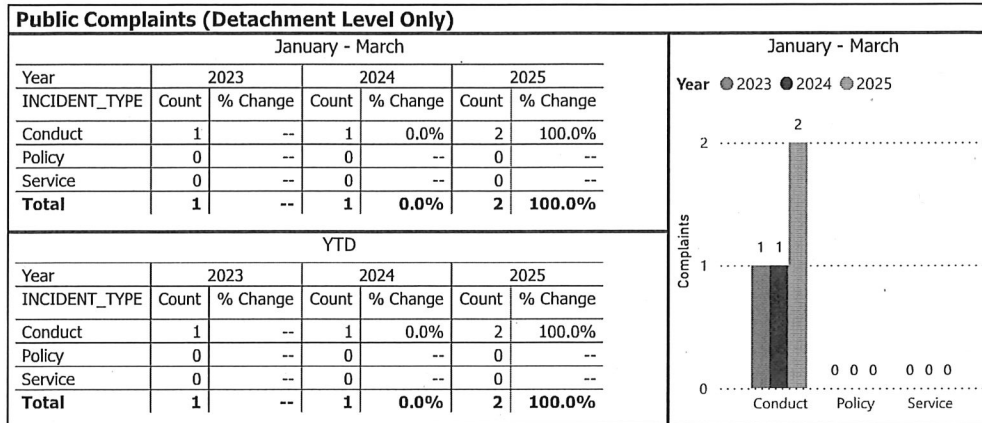 Public Complaints (Detachment Level Only)
January - March
Year 2023 2024 2025
INCIDENT_TYPE Count % Change Count % Change Count % Change
Conduct 1 -- 1 0.0% 2 100.0%
Policy 0 -- 0 -- 0 --
Service 0 -- 0 -- 0 --
Total 1 -- 1 0.0% 2 100.0%
YTD
Year 2023 2024 2025
INCIDENT_TYPE Count % Change Count % Change Count % Change
Conduct 1 -- 1 0.0% 2 100.0%
Policy 0 -- 0 -- 0 --
Service 0 -- 0 -- 0 --
Total 1 -- 1 0.0% 2 100.0%
January - March
Year 2023 2024 2025
2
2
Complaints
1 1
1
0 0 0 0 0 0
0
Conduct Policy Service